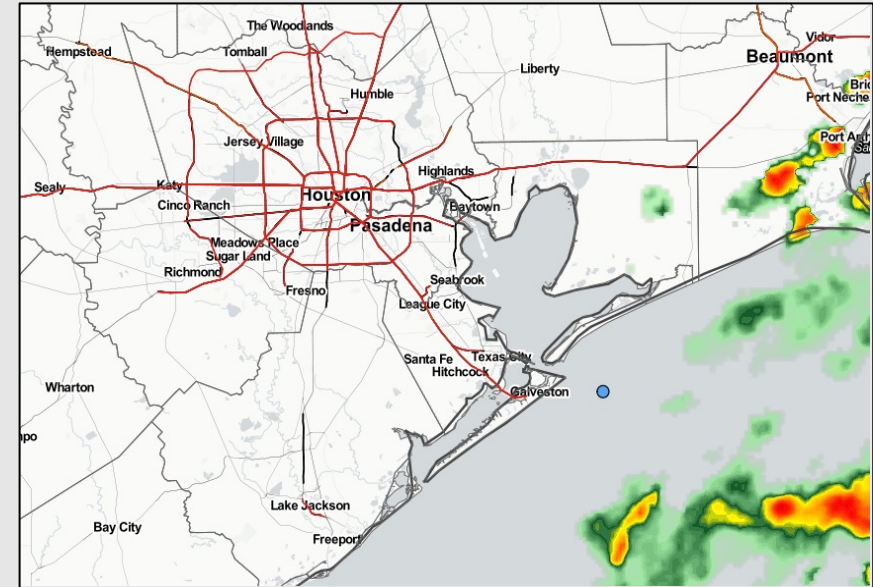 The Woodlands
Vidor
Hempstead
Tomball
Beaumont
Liberty
Humble
Port Neche
Port Arth
Jersey Village
Highlands
Sealy
Katy
Houston
Cinco Ranch
Baytown
Pasadena
Meadows Place
Sugar Land
Richmond
Seabrook
Fresno
League City
Santa Fe
Texas City
Hitchcock
Wharton
Galveston
Lake Jackson
Bay City
Freeport